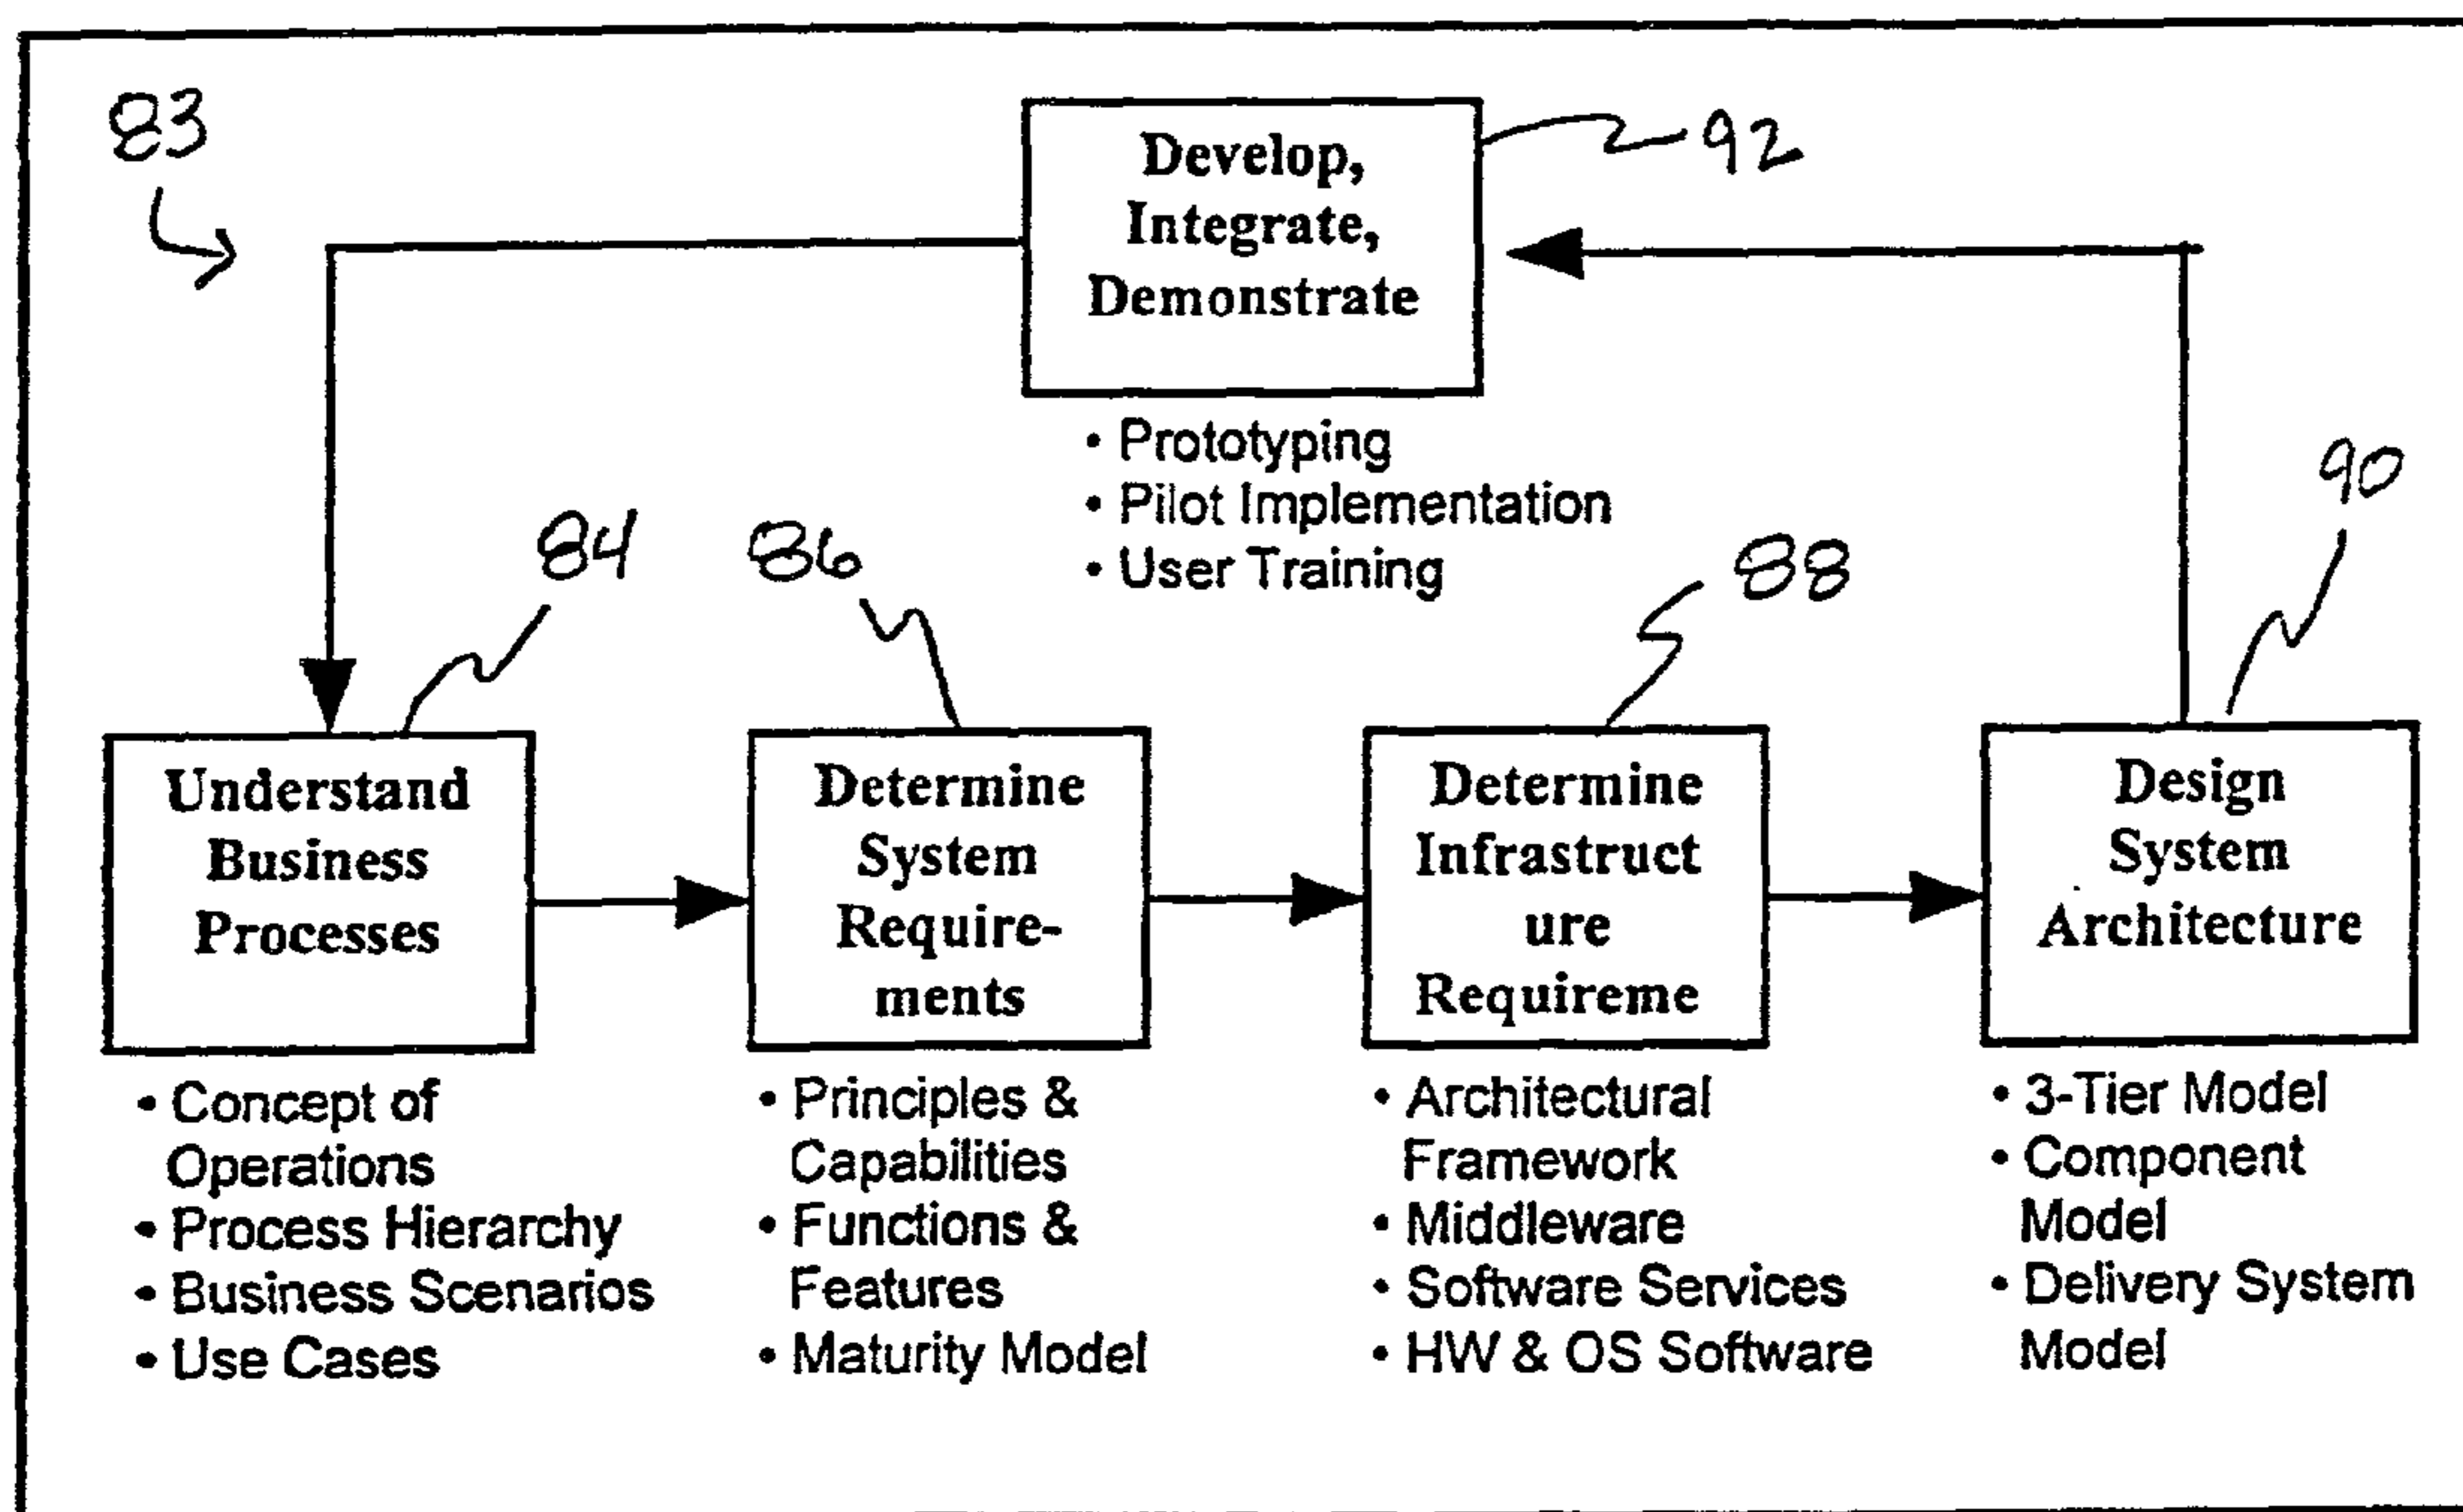 83
Develop,
Integrate,
Demonstrate
92
• Prototyping
• Pilot Implementation
• User Training
84
86
88
90
Understand
Business
Processes
• Concept of
Operations
• Process Hierarchy
• Business Scenarios
• Use Cases
Determine
System
Require-
ments
• Principles &
Capabilities
• Functions &
Features
• Maturity Model
Determine
Infrastruct
ure
Requireme
• Architectural
Framework
• Middleware
• Software Services
• HW & OS Software
Design
System
Architecture
• 3-Tier Model
• Component
Model
• Delivery System
Model